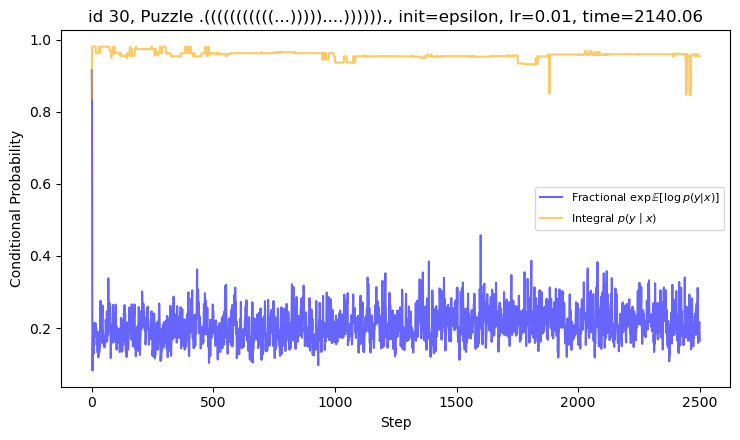 id 30, Puzzle .(((((((((((...)))))....))))))., init=epsilon, lr=0.01, time=2140.06
1.0
0.8
0.6
0.4
0.2
Conditional Probability
Fractional exp𝔼[log p(y|x)]
Integral p(y | x)
0 500 1000 1500 2000 2500
Step